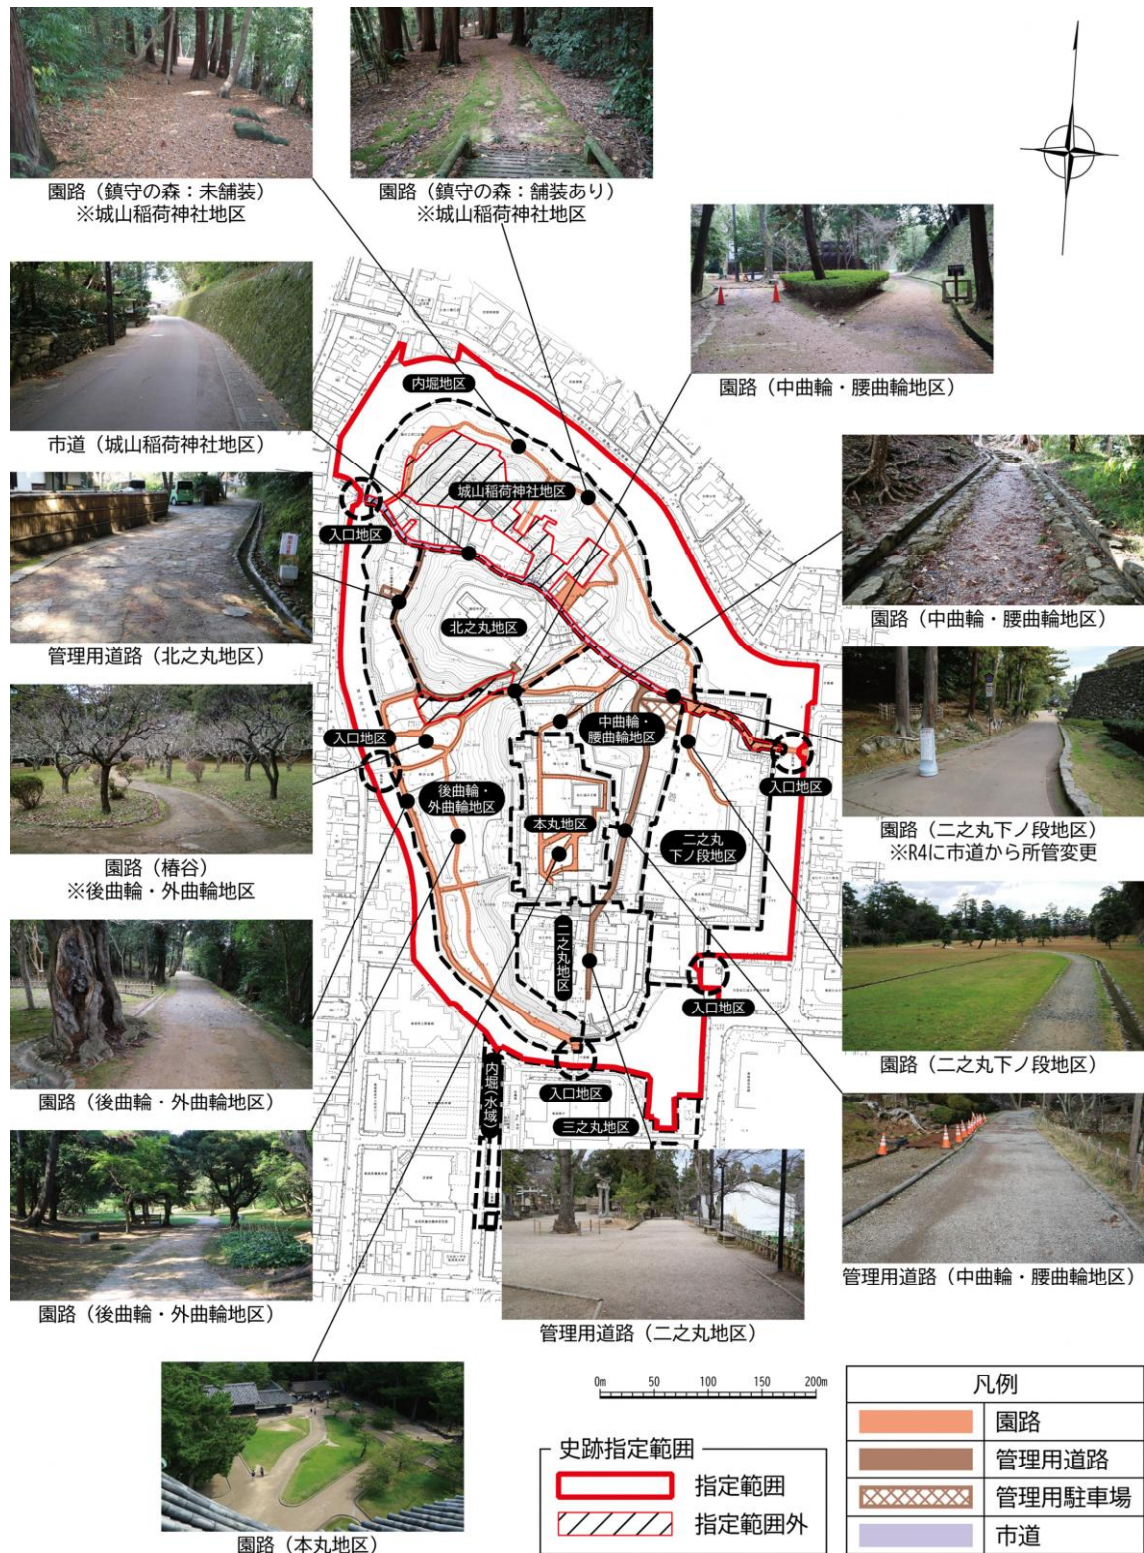 園路（鎮守の森：未舗装）
※城山稲荷神社地区
園路（鎮守の森：舗装あり）
※城山稲荷神社地区
園路（中曲輪・腰曲輪地区）
市道（城山稲荷神社地区）
管理用道路（北之丸地区）
園路（椿谷）
※後曲輪・外曲輪地区
園路（後曲輪・外曲輪地区）
園路（後曲輪・外曲輪地区）
園路（本丸地区）
園路（中曲輪・腰曲輪地区）
園路（二之丸下ノ段地区）
※R4に市道から所管変更
園路（二之丸下ノ段地区）
管理用道路（中曲輪・腰曲輪地区）
管理用道路（二之丸地区）
内堀地区
城山稲荷神社地区
入口地区
北之丸地区
入口地区
中曲輪・
腰曲輪地区
入口地区
後曲輪・
外曲輪地区
本丸地区
二之丸
下ノ段地区
二之丸地区
入口地区
内堀（水域）
入口地区
三之丸地区
0m 50 100 150 200m
史跡指定範囲
指定範囲
指定範囲外
凡例
園路
管理用道路
管理用駐車場
市道